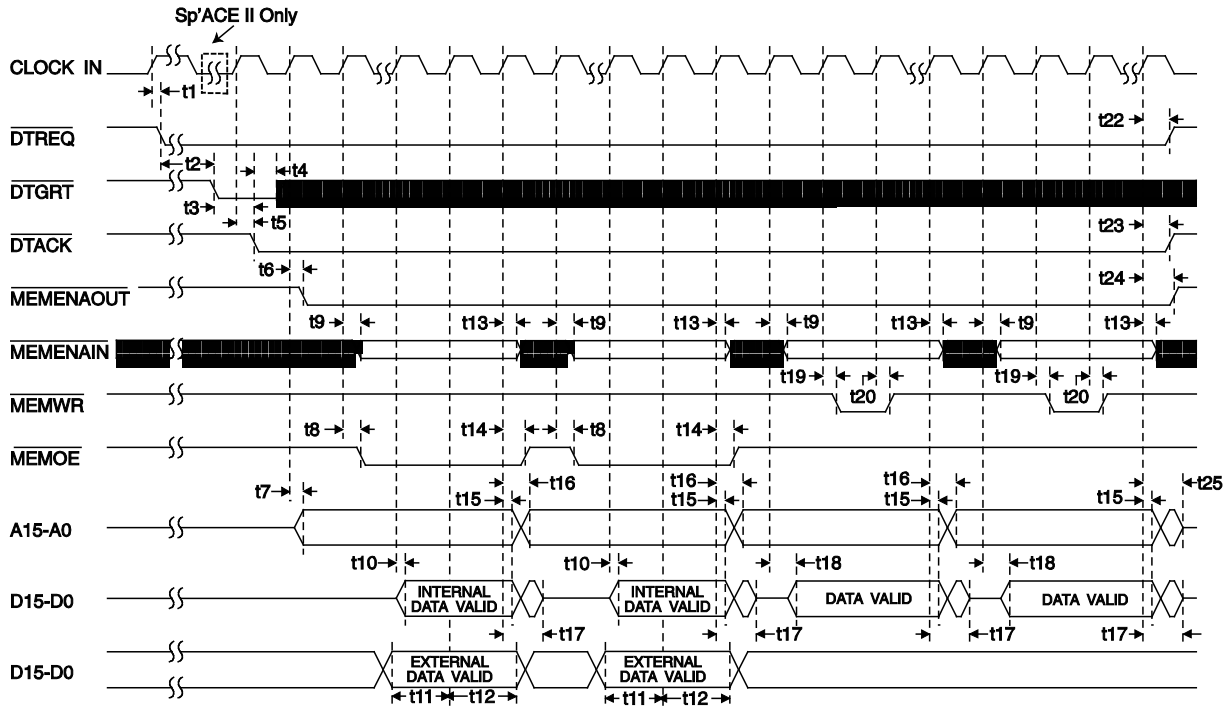 Sp'ACE II Only
CLOCK IN
t1
DTREQ
t22
t2
t4
DTGRT
t3
t5
t23
DTACK
t6
t24
MEMENAOUT
t9 t13 t9 t13 t9 t13 t9 t13
MEMENAIN
t19 t20 t19 t20
MEMWR
t8 t14 t8 t14
MEMOE
t7 t16 t16 t16 t25
t15 t15 t15 t15
A15-A0
t10 t10 t18 t18
D15-D0 INTERNAL DATA VALID INTERNAL DATA VALID DATA VALID DATA VALID
t17 t17 t17 t17
D15-D0 EXTERNAL DATA VALID EXTERNAL DATA VALID
t11 t12 t11 t12